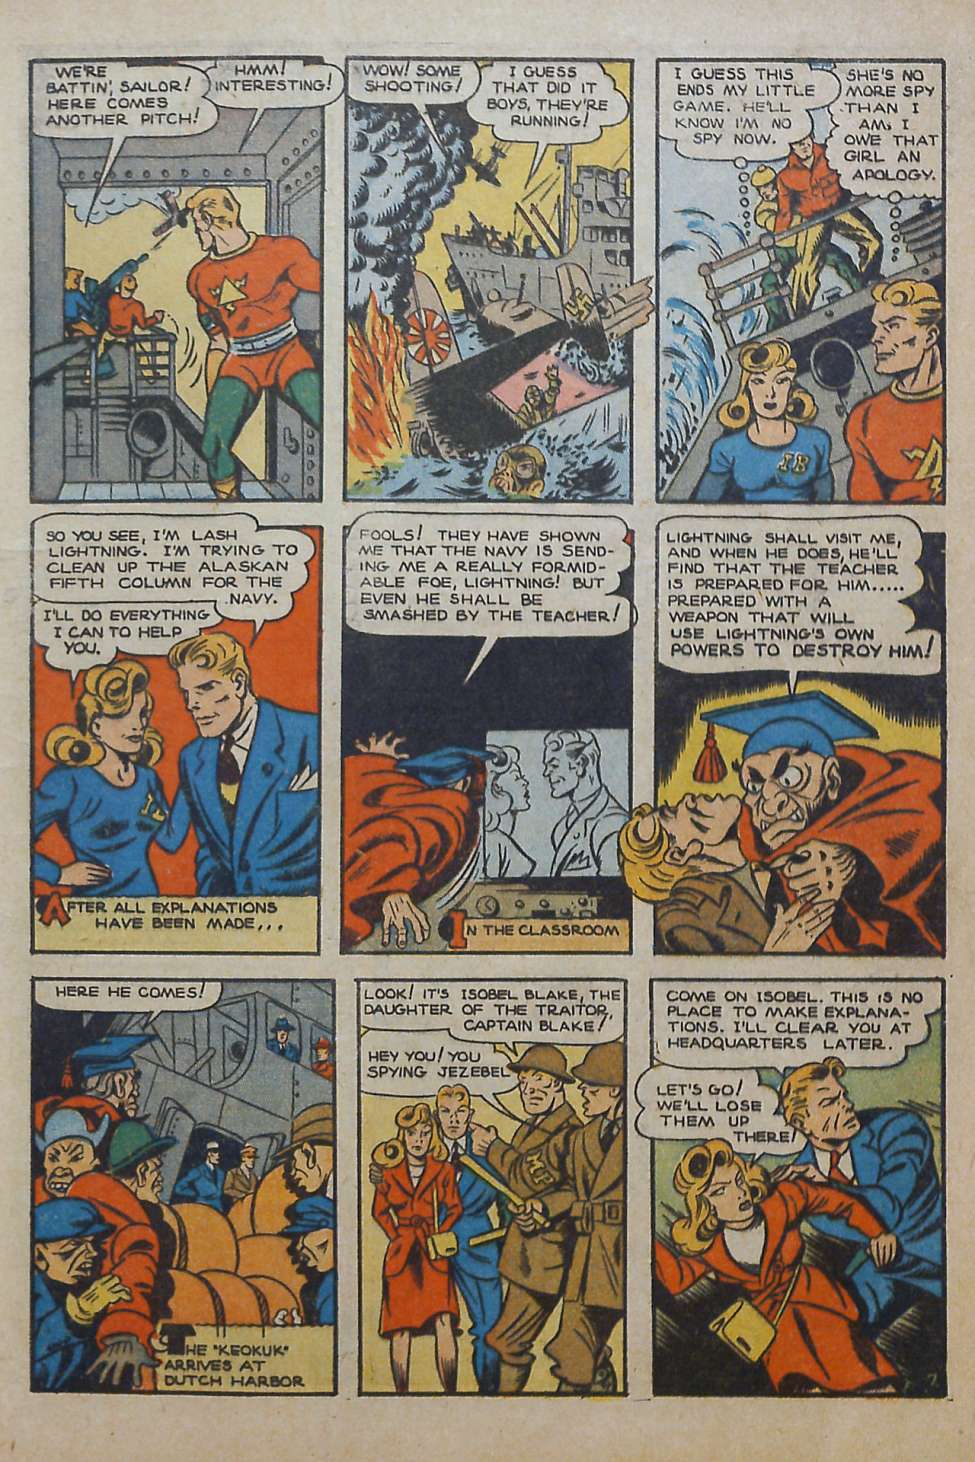 WE'RE
BATTIN', SAILOR!
HERE COMES
ANOTHER PITCH!
HMM!
INTERESTING!
WOW! SOME
SHOOTING!
I GUESS
THAT DID IT
BOYS, THEY'RE
RUNNING!
I GUESS THIS
ENDS MY LITTLE
GAME. HE'LL
KNOW I'M NO
SPY NOW.
SHE'S NO
MORE SPY
THAN I
AM. I
OWE THAT
GIRL AN
APOLOGY.
JB
SO YOU SEE, I'M LASH
LIGHTNING. I'M TRYING TO
CLEAN UP THE ALASKAN
FIFTH COLUMN FOR THE
NAVY.
I'LL DO EVERYTHING
I CAN TO HELP
YOU.
AFTER ALL EXPLANATIONS
HAVE BEEN MADE...
FOOLS! THEY HAVE SHOWN
ME THAT THE NAVY IS SEND-
ING ME A REALLY FORMID-
ABLE FOE, LIGHTNING! BUT
EVEN HE SHALL BE
SMASHED BY THE TEACHER!
IN THE CLASSROOM
LIGHTNING SHALL VISIT ME,
AND WHEN HE DOES, HE'LL
FIND THAT THE TEACHER
IS PREPARED FOR HIM.....
PREPARED WITH A
WEAPON THAT WILL
USE LIGHTNING'S OWN
POWERS TO DESTROY HIM!
HERE HE COMES!
THE "KEOKUK"
ARRIVES AT
DUTCH HARBOR
LOOK! IT'S ISOBEL BLAKE, THE
DAUGHTER OF THE TRAITOR,
CAPTAIN BLAKE!
HEY YOU! YOU
SPYING JEZEBEL
COME ON ISOBEL. THIS IS NO
PLACE TO MAKE EXPLANA-
TIONS. I'LL CLEAR YOU AT
HEADQUARTERS LATER.
LET'S GO!
WE'LL LOSE
THEM UP
THERE!